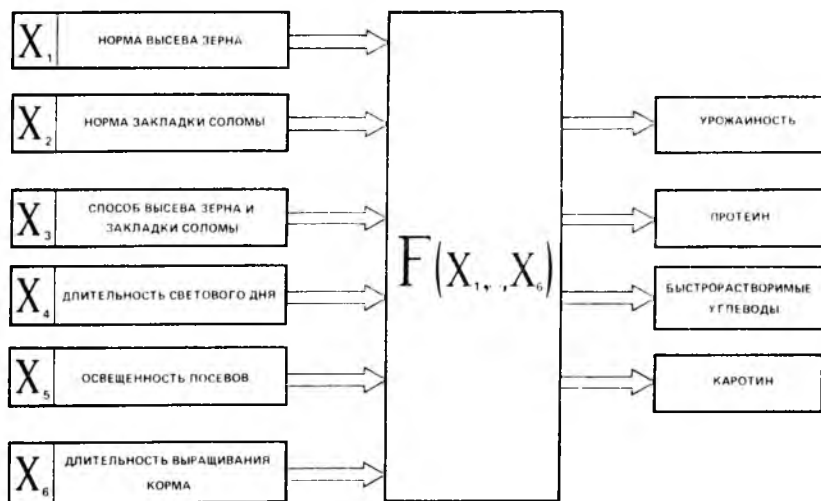 X1 НОРМА ВЫСЕВА ЗЕРНА
X2 НОРМА ЗАКЛАДКИ СОЛОМЫ
X3 СПОСОБ ВЫСЕВА ЗЕРНА И
ЗАКЛАДКИ СОЛОМЫ
X4 ДЛИТЕЛЬНОСТЬ СВЕТОВОГО ДНЯ
X5 ОСВЕЩЕННОСТЬ ПОСЕВОВ
X6 ДЛИТЕЛЬНОСТЬ ВЫРАЩИВАНИЯ
КОРМА
F(X1,..,X6)
УРОЖАЙНОСТЬ
ПРОТЕИН
БЫСТРОРАСТВОРИМЫЕ
УГЛЕВОДЫ
КАРОТИН